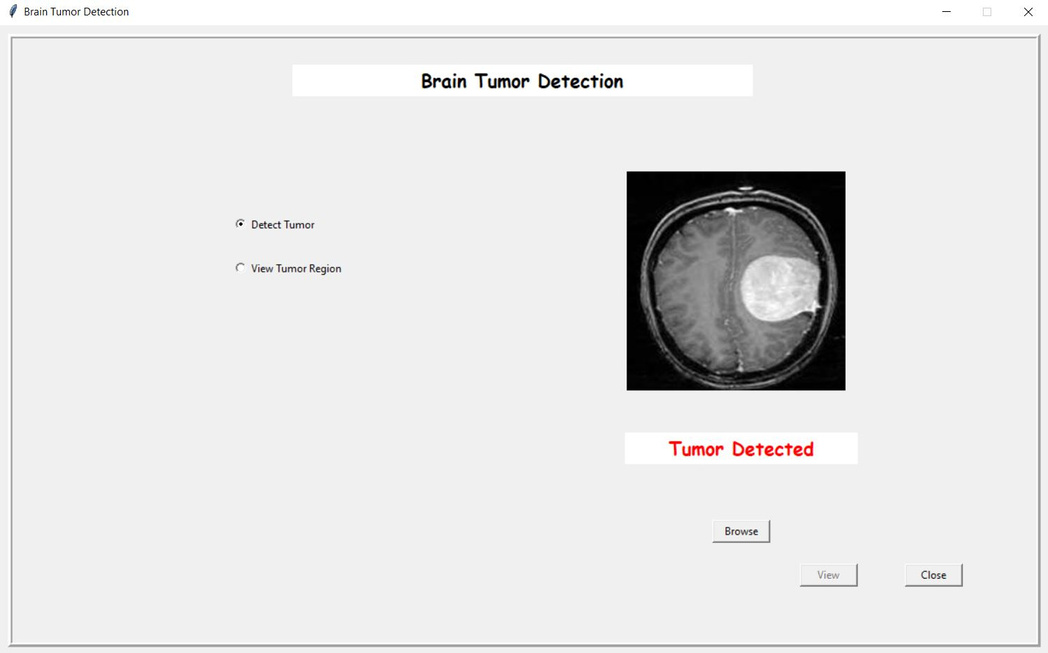 Brain Tumor Detection
Brain Tumor Detection
Detect Tumor
View Tumor Region
Tumor Detected
Browse
View
Close